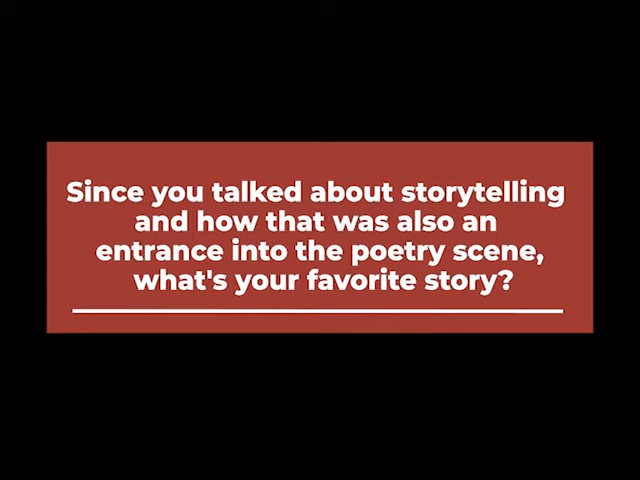 Since you talked about storytelling
and how that was also an
entrance into the poetry scene,
what's your favorite story?